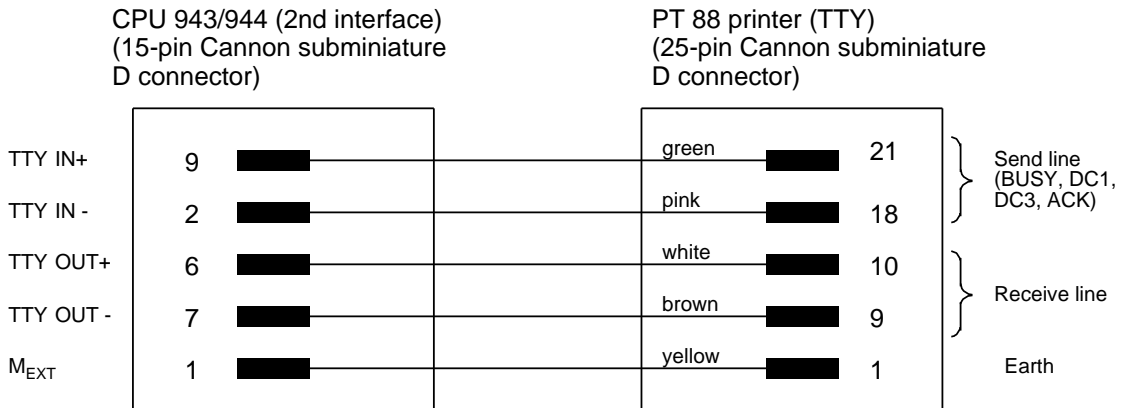 CPU 943/944 (2nd interface)
(15-pin Cannon subminiature
D connector)
PT 88 printer (TTY)
(25-pin Cannon subminiature
D connector)
TTY IN+ 9 green 21
TTY IN - 2 pink 18
Send line
(BUSY, DC1,
DC3, ACK)
TTY OUT+ 6 white 10
TTY OUT - 7 brown 9
Receive line
MEXT 1 yellow 1 Earth